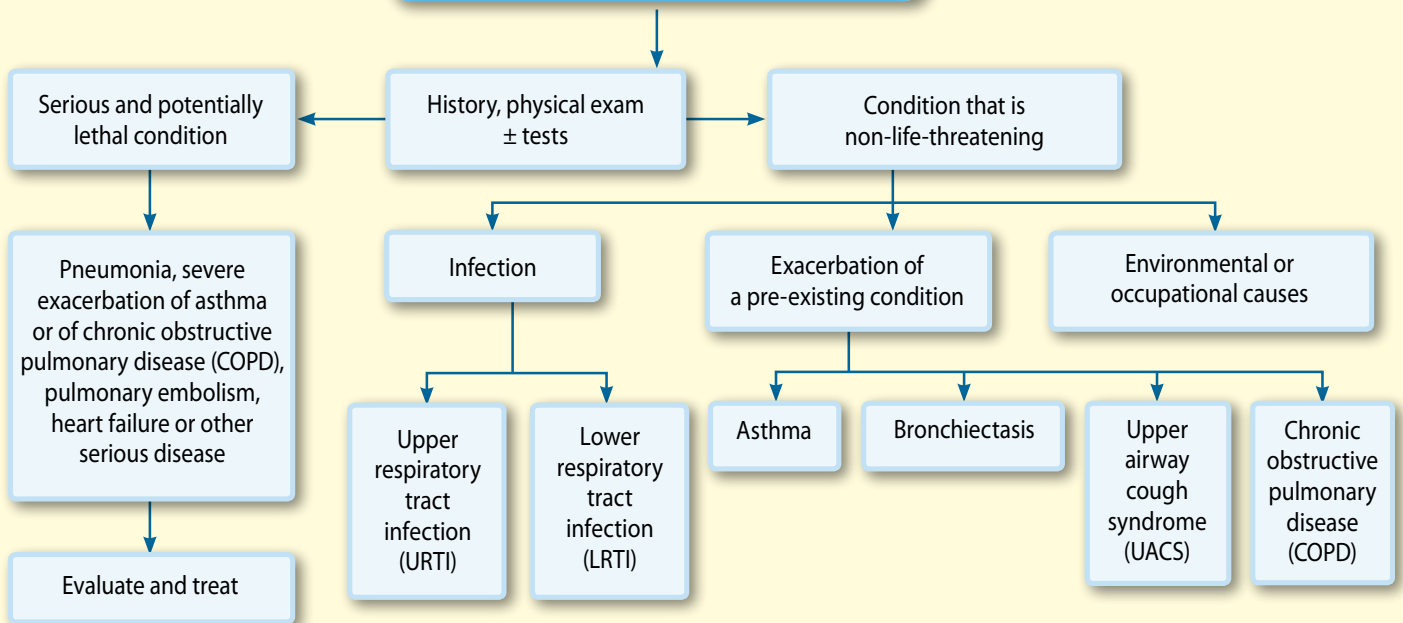 Serious and potentially
lethal condition
History, physical exam
± tests
Condition that is
non-life-threatening
Pneumonia, severe
exacerbation of asthma
or of chronic obstructive
pulmonary disease (COPD),
pulmonary embolism,
heart failure or other
serious disease
Infection
Exacerbation of
a pre-existing condition
Environmental or
occupational causes
Upper
respiratory
tract
infection
(URTI)
Lower
respiratory
tract
infection
(LRTI)
Asthma
Bronchiectasis
Upper
airway
cough
syndrome
(UACS)
Chronic
obstructive
pulmonary
disease
(COPD)
Evaluate and treat